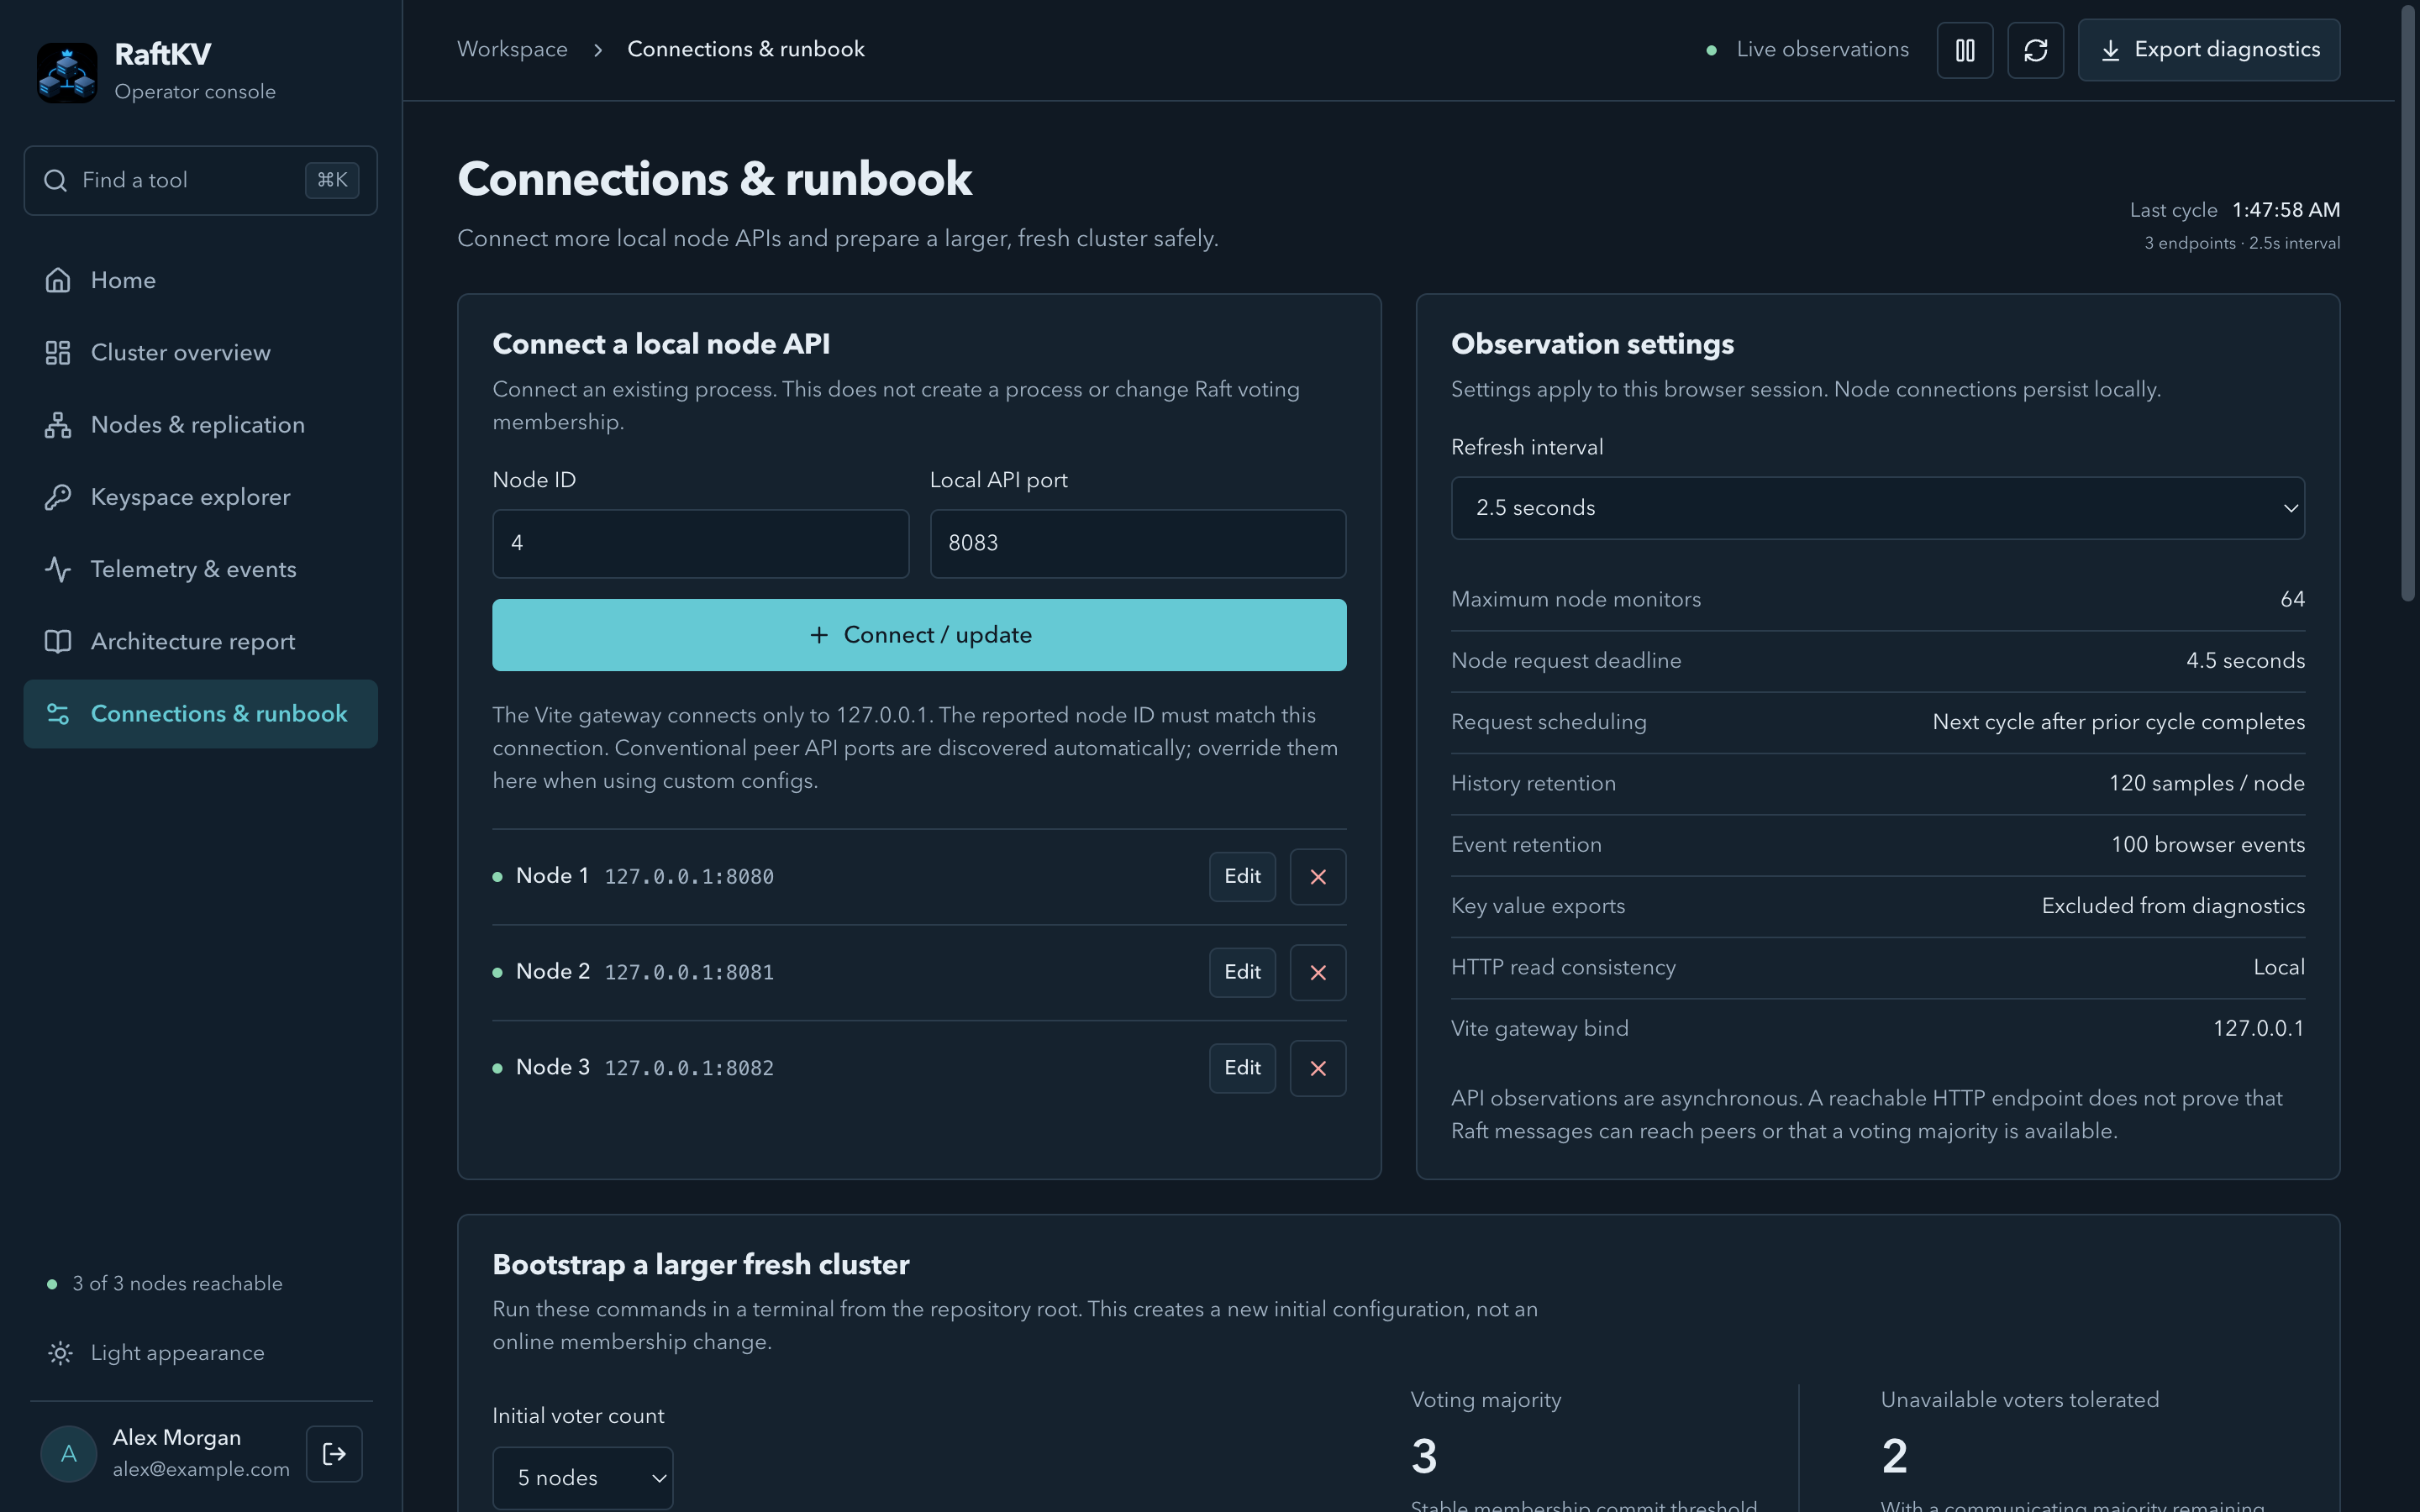 RaftKV
Operator console
Find a tool
⌘K
Home
Cluster overview
Nodes & replication
Keyspace explorer
Telemetry & events
Architecture report
Connections & runbook
3 of 3 nodes reachable
Light appearance
A
Alex Morgan
alex@example.com
Workspace
Connections & runbook
Live observations
Export diagnostics
Connections & runbook
Connect more local node APIs and prepare a larger, fresh cluster safely.
Last cycle 1:47:58 AM
3 endpoints · 2.5s interval
Connect a local node API
Connect an existing process. This does not create a process or change Raft voting
membership.
Node ID
Local API port
4
8083
Connect / update
The Vite gateway connects only to 127.0.0.1. The reported node ID must match this
connection. Conventional peer API ports are discovered automatically; override them
here when using custom configs.
Node 1 127.0.0.1:8080
Edit
Node 2 127.0.0.1:8081
Edit
Node 3 127.0.0.1:8082
Edit
Observation settings
Settings apply to this browser session. Node connections persist locally.
Refresh interval
2.5 seconds
Maximum node monitors 64
Node request deadline 4.5 seconds
Request scheduling Next cycle after prior cycle completes
History retention 120 samples / node
Event retention 100 browser events
Key value exports Excluded from diagnostics
HTTP read consistency Local
Vite gateway bind 127.0.0.1
API observations are asynchronous. A reachable HTTP endpoint does not prove that
Raft messages can reach peers or that a voting majority is available.
Bootstrap a larger fresh cluster
Run these commands in a terminal from the repository root. This creates a new initial configuration, not an
online membership change.
Initial voter count
5 nodes
Voting majority
3
Stable membership commit threshold
Unavailable voters tolerated
2
With a communicating majority remaining